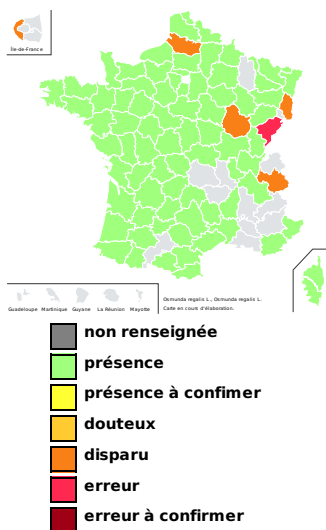 Île-de-France
Guadeloupe Martinique Guyane La Réunion Mayotte
Osmunda regalis L., Osmunda regalis L.
Carte en cours d'élaboration.
non renseignée
présence
présence à confimer
douteux
disparu
erreur
erreur à confirmer